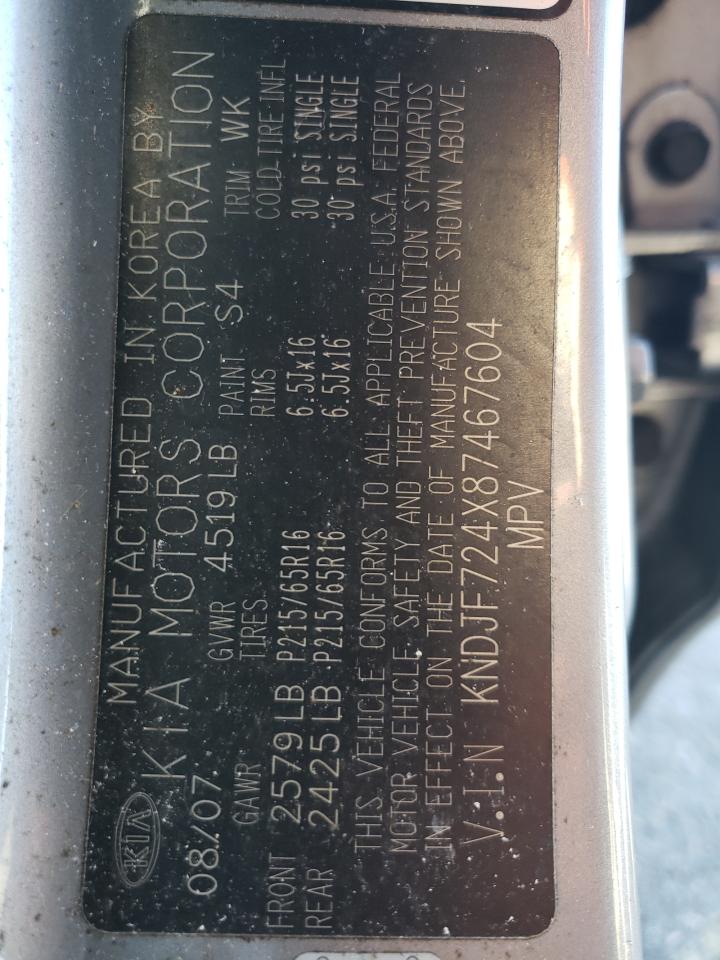 MANUFACTURED IN KOREA BY
KIA KIA MOTORS CORPORATION
08/07 GVWR 4519LB PAINT S4 TRIM WK
GAWR TIRES RIMS COLD TIRE INFL
FRONT 2579LB P215/65R16 6.5Jx16 30 psi SINGLE
REAR 2425LB P215/65R16 6.5Jx16 30 psi SINGLE
THIS VEHICLE CONFORMS TO ALL APPLICABLE U.S.A. FEDERAL
MOTOR VEHICLE SAFETY AND THEFT PREVENTION STANDARDS
IN EFFECT ON THE DATE OF MANUFACTURE SHOWN ABOVE.
V.I.N KNDJF724X87467604
MPV